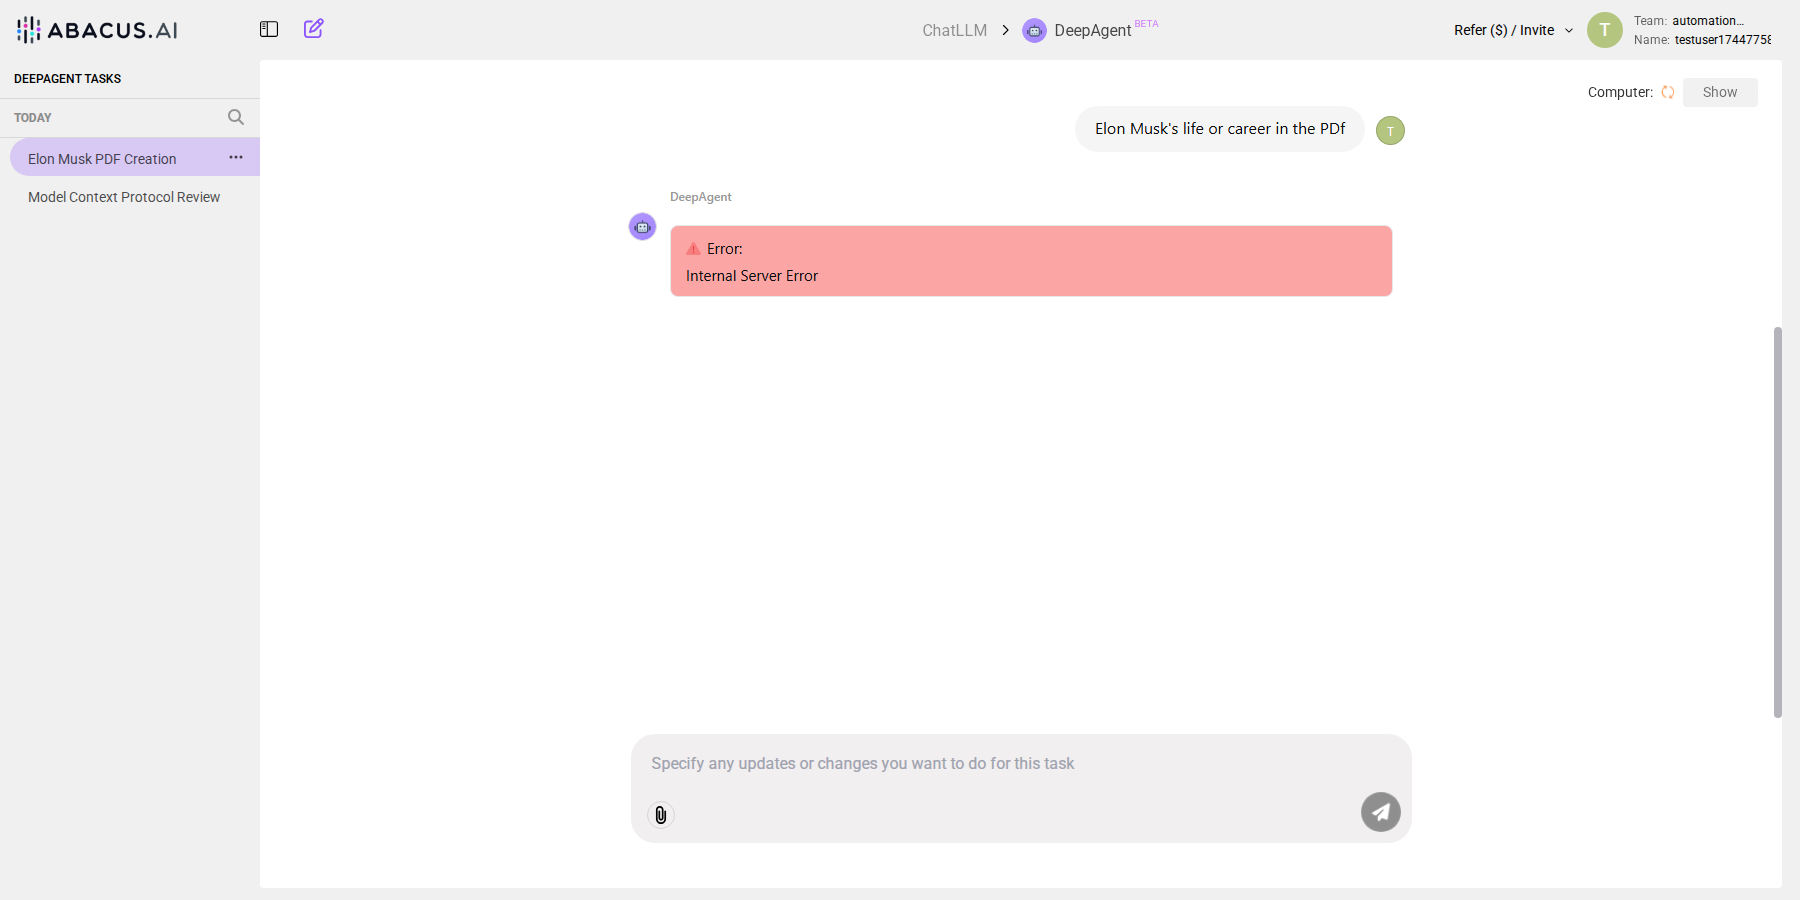 ABACUS.AI
ChatLLM
DeepAgent BETA
Refer ($) / Invite
T
Team: automation...
Name: testuser17447758
DEEPAGENT TASKS
TODAY
Elon Musk PDF Creation
Model Context Protocol Review
Computer:
Show
Elon Musk's life or career in the PDf
T
DeepAgent
Error:
Internal Server Error
Specify any updates or changes you want to do for this task